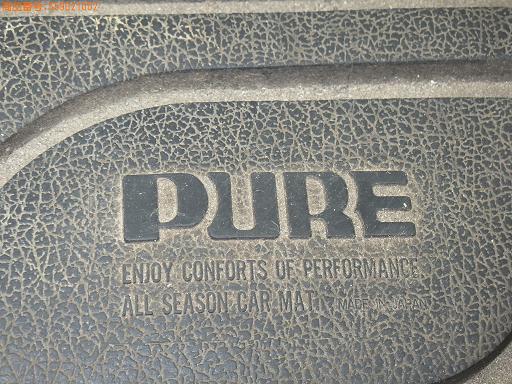 PURE
ENJOY CONFORTS OF PERFORMANCE.
ALL SEASON CAR MAT. MADE IN JAPAN